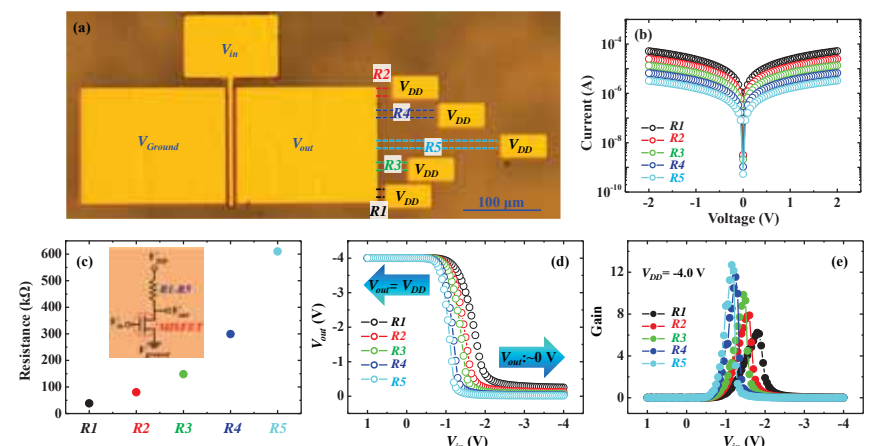 (a)
V_in
R2
V_DD
R4
V_DD
V_Ground
V_out
R5
V_DD
R3
V_DD
R1
V_DD
100 μm
(b)
Current (A)
10^-4
10^-6
10^-8
10^-10
R1
R2
R3
R4
R5
-2 -1 0 1 2
Voltage (V)
(c)
Resistance (kΩ)
600
500
400
300
200
100
0
R1-R5
MISFET
R1 R2 R3 R4 R5
(d)
V_out (V)
-4
-3
-2
-1
0
V_out= V_DD
V_out:~0 V
R1
R2
R3
R4
R5
1 0 -1 -2 -3 -4
V_in (V)
(e)
Gain
12
8
4
0
V_DD= -4.0 V
R1
R2
R3
R4
R5
1 0 -1 -2 -3 -4
V_in (V)